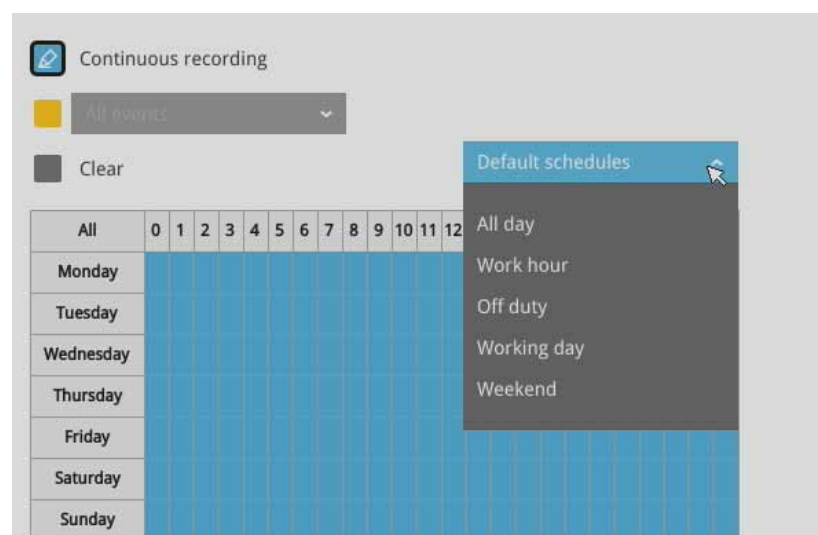 Continuous recording
All events
Clear
Default schedules
All day
Work hour
Off duty
Working day
Weekend
All 0 1 2 3 4 5 6 7 8 9 10 11 12
Monday
Tuesday
Wednesday
Thursday
Friday
Saturday
Sunday